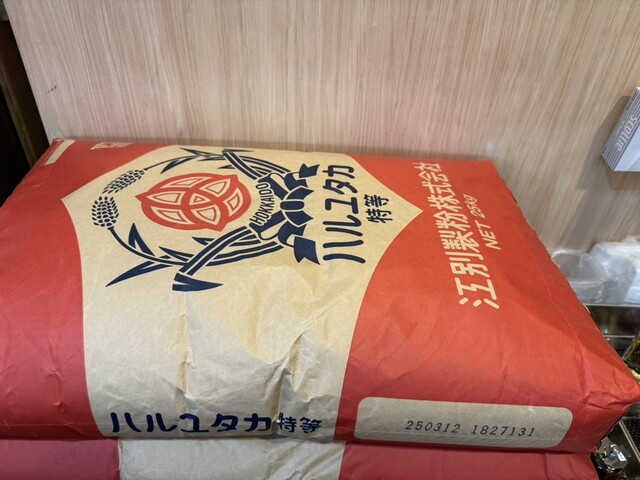 HOKKAIDO
ハルユタカ
特等
江別製粉株式会社
NET 25kg
ハルユタカ 特等
250312 1827131
Scottie